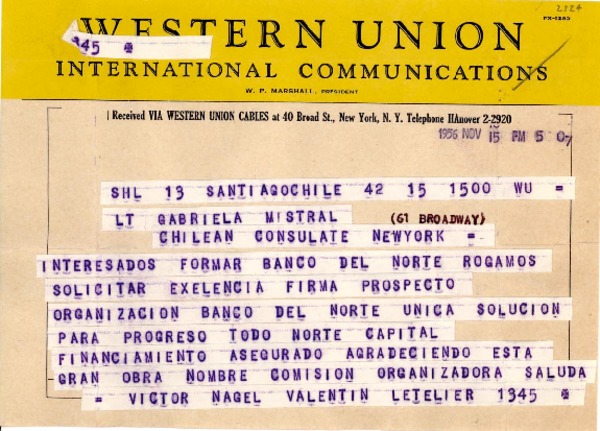 2824
FX-1285
WESTERN UNION
1345 *
INTERNATIONAL COMMUNICATIONS
W. P. MARSHALL, PRESIDENT
Received VIA WESTERN UNION CABLES at 40 Broad St., New York, N. Y. Telephone HAnover 2-2920
1956 NOV 15 PM 5 07
SHL 13 SANTIAGOCHILE 42 15 1500 WU =
LT GABRIELA MISTRAL (61 BROADWAY)
CHILEAN CONSULATE NEWYORK =
INTERESADOS FORMAR BANCO DEL NORTE ROGAMOS
SOLICITAR EXELENCIA FIRMA PROSPECTO
ORGANIZACION BANCO DEL NORTE UNICA SOLUCION
PARA PROGRESO TODO NORTE CAPITAL
FINANCIAMIENTO ASEGURADO AGRADECIENDO ESTA
GRAN OBRA NOMBRE COMISION ORGANIZADORA SALUDA
= VICTOR NAGEL VALENTIN LETELIER 1345 *